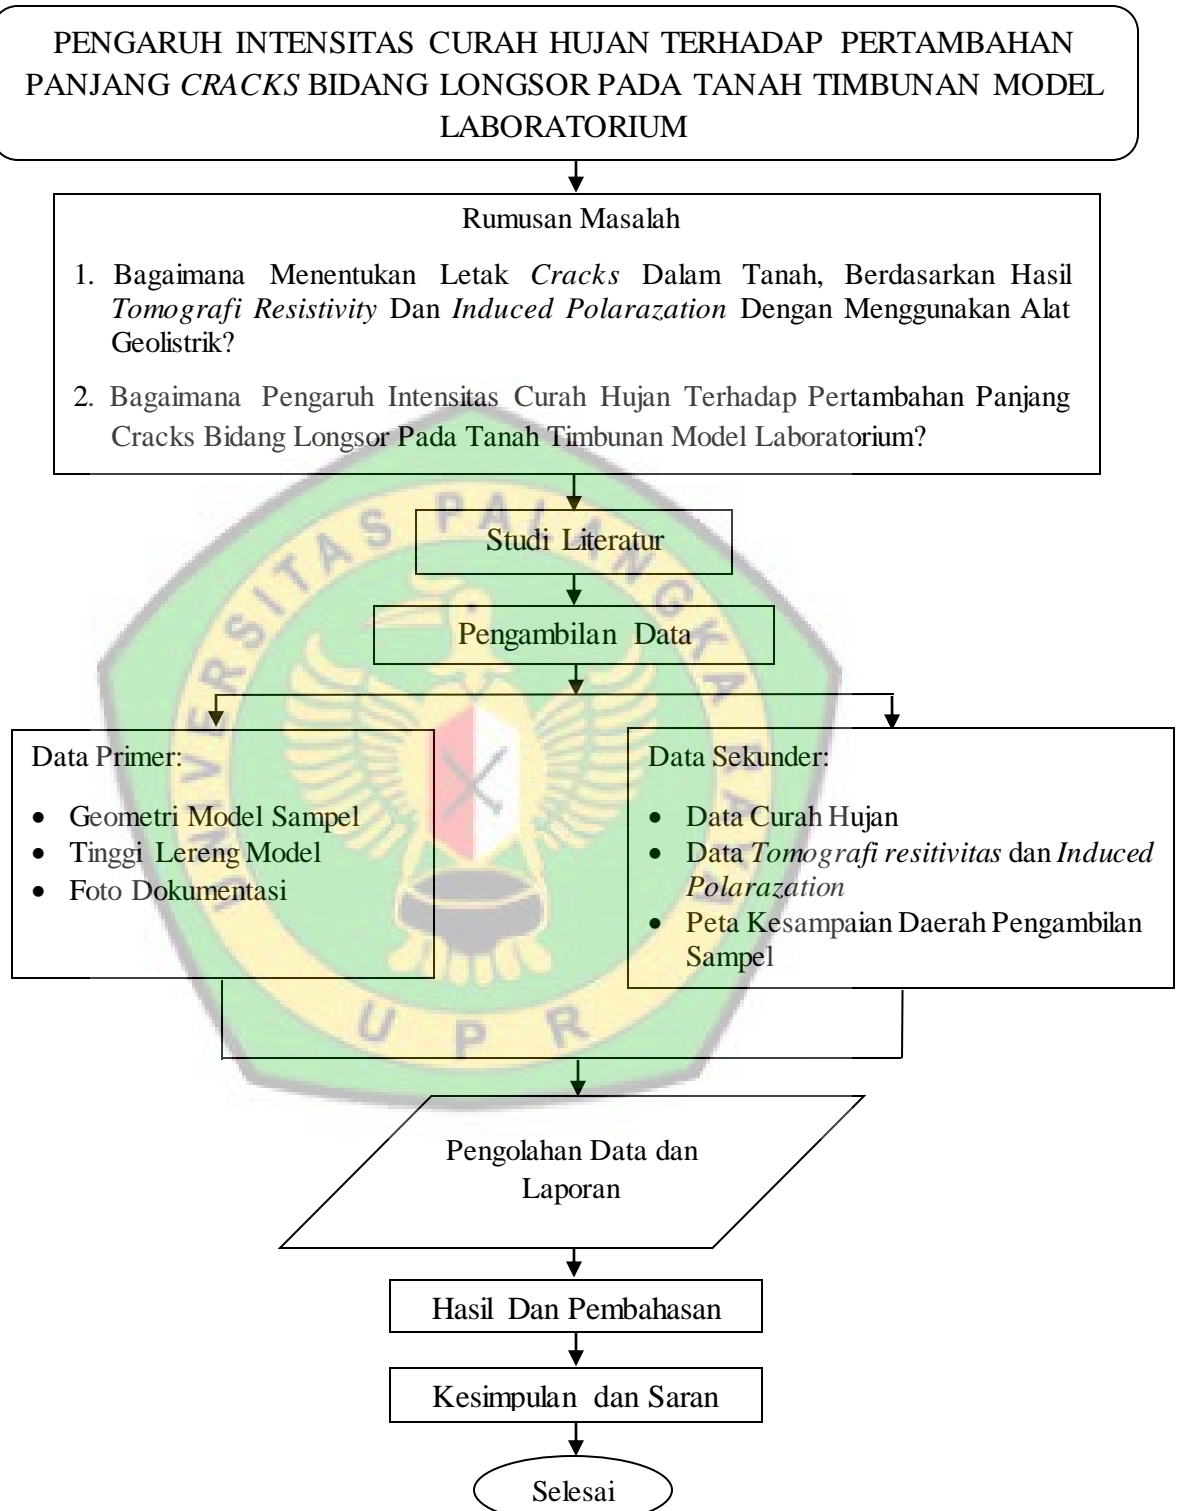 PENGARUH INTENSITAS CURAH HUJAN TERHADAP PERTAMBAHAN
PANJANG CRACKS BIDANG LONGSOR PADA TANAH TIMBUNAN MODEL
LABORATORIUM
Rumusan Masalah
1. Bagaimana Menentukan Letak Cracks Dalam Tanah, Berdasarkan Hasil
Tomografi Resistivity Dan Induced Polarazation Dengan Menggunakan Alat
Geolistrik?
2. Bagaimana Pengaruh Intensitas Curah Hujan Terhadap Pertambahan Panjang
Cracks Bidang Longsor Pada Tanah Timbunan Model Laboratorium?
UNIVERSITAS PALANGKA RAYA
Studi Literatur
Pengambilan Data
Data Primer:
• Geometri Model Sampel
• Tinggi Lereng Model
• Foto Dokumentasi
Data Sekunder:
• Data Curah Hujan
• Data Tomografi resitivitas dan Induced
Polarazation
• Peta Kesampaian Daerah Pengambilan
Sampel
UPR
Pengolahan Data dan
Laporan
Hasil Dan Pembahasan
Kesimpulan dan Saran
Selesai